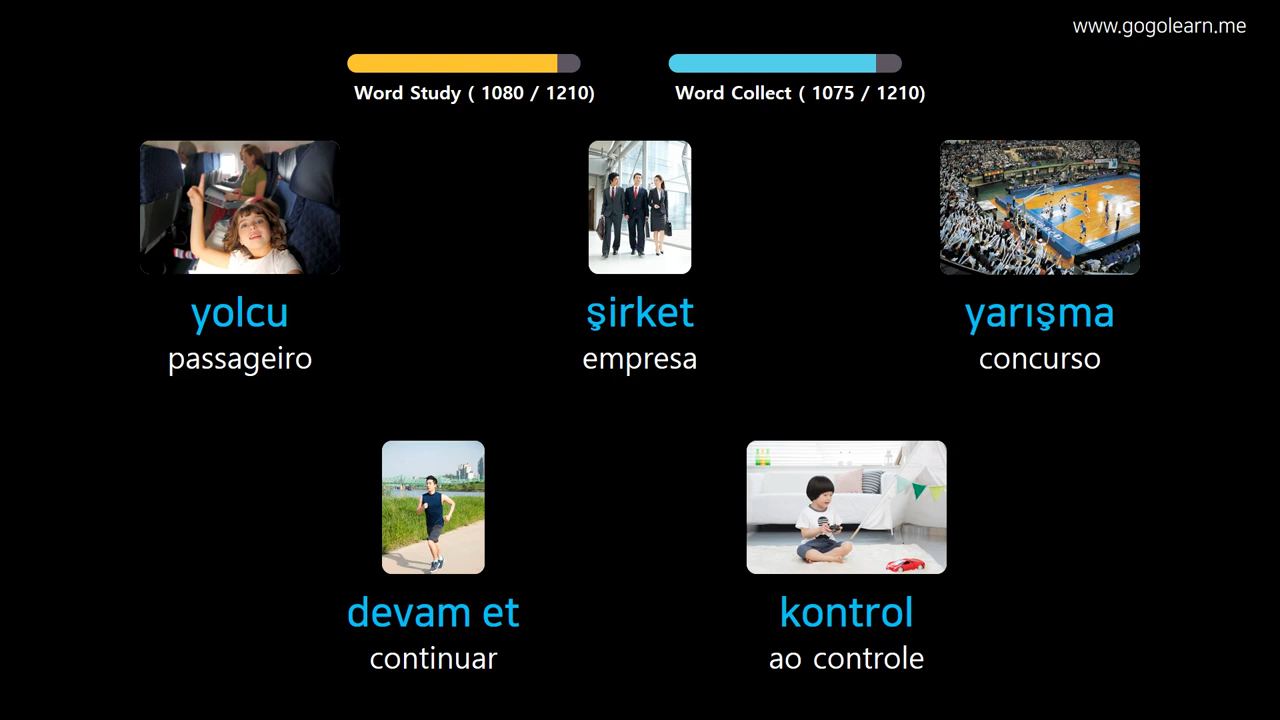 www.gogolearn.me
Word Study ( 1080 / 1210)
Word Collect ( 1075 / 1210)
yolcu
passageiro
şirket
empresa
yarışma
concurso
devam et
continuar
kontrol
ao controle